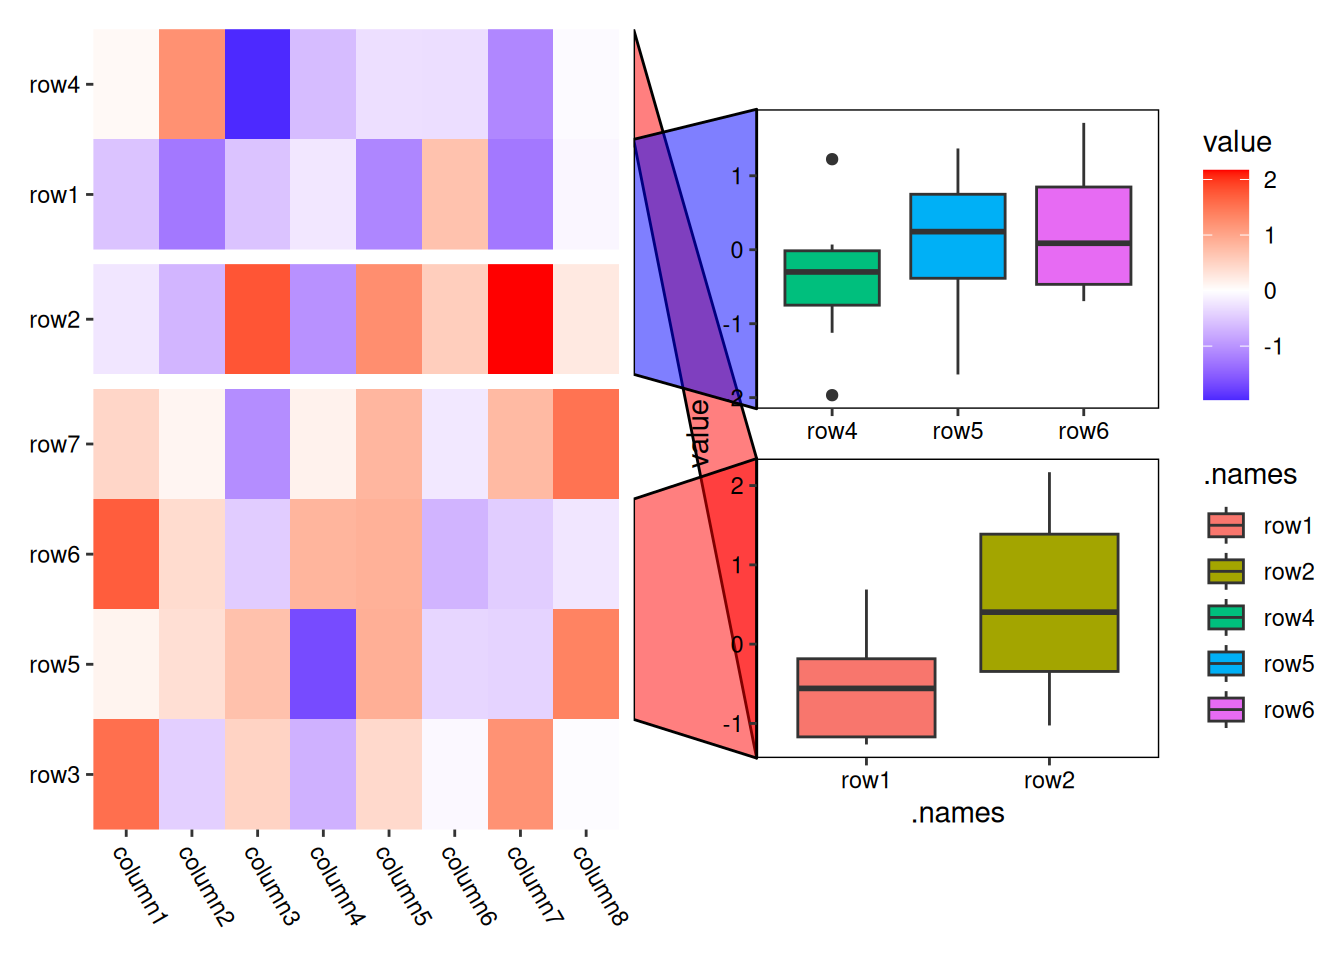 row4
row1
row2
row7
row6
row5
row3
column1
column2
column3
column4
column5
column6
column7
column8
value
1
0
-1
-2
row4
row5
row6
2
1
0
-1
row1
row2
.names
value
2
1
0
-1
.names
row1
row2
row4
row5
row6